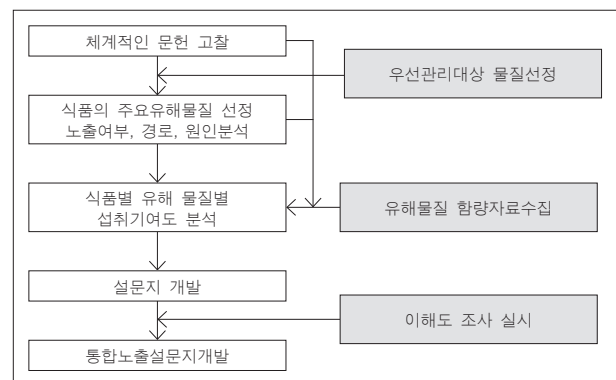 체계적인 문헌 고찰
우선관리대상 물질선정
식품의 주요유해물질 선정
노출여부, 경로, 원인분석
식품별 유해 물질별
섭취기여도 분석
유해물질 함량자료수집
설문지 개발
이해도 조사 실시
통합노출설문지개발